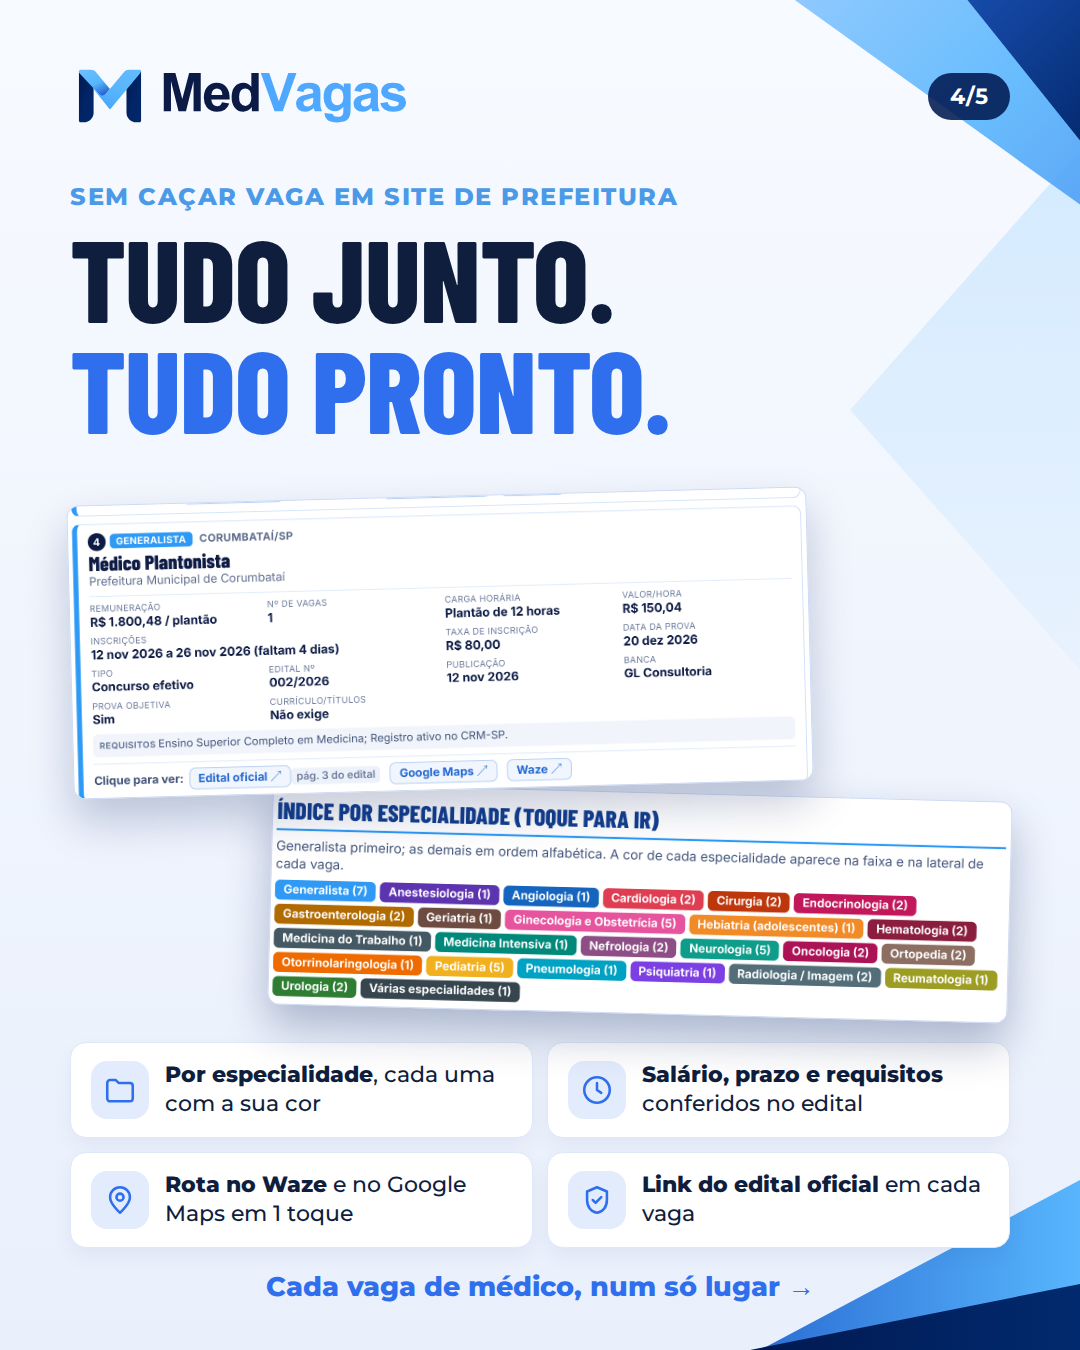 MedVagas
4/5
SEM CAÇAR VAGA EM SITE DE PREFEITURA
TUDO JUNTO.
TUDO PRONTO.
4 GENERALISTA CORUMBATAÍ/SP
Médico Plantonista
Prefeitura Municipal de Corumbataí
REMUNERAÇÃO
R$ 1.800,48 / plantão
Nº DE VAGAS
1
CARGA HORÁRIA
Plantão de 12 horas
VALOR/HORA
R$ 150,04
INSCRIÇÕES
12 nov 2026 a 26 nov 2026 (faltam 4 dias)
TAXA DE INSCRIÇÃO
R$ 80,00
DATA DA PROVA
20 dez 2026
TIPO
Concurso efetivo
EDITAL Nº
002/2026
PUBLICAÇÃO
12 nov 2026
BANCA
GL Consultoria
PROVA OBJETIVA
Sim
CURRÍCULO/TÍTULOS
Não exige
REQUISITOS Ensino Superior Completo em Medicina; Registro ativo no CRM-SP.
Clique para ver: Edital oficial ↗ pág. 3 do edital Google Maps ↗ Waze ↗
ÍNDICE POR ESPECIALIDADE (TOQUE PARA IR)
Generalista primeiro; as demais em ordem alfabética. A cor de cada especialidade aparece na faixa e na lateral de
cada vaga.
Generalista (7) Anestesiologia (1) Angiologia (1) Cardiologia (2) Cirurgia (2) Endocrinologia (2)
Gastroenterologia (2) Geriatria (1) Ginecologia e Obstetrícia (5) Hebiatria (adolescentes) (1) Hematologia (2)
Medicina do Trabalho (1) Medicina Intensiva (1) Nefrologia (2) Neurologia (5) Oncologia (2) Ortopedia (2)
Otorrinolaringologia (1) Pediatria (5) Pneumologia (1) Psiquiatria (1) Radiologia / Imagem (2) Reumatologia (1)
Urologia (2) Várias especialidades (1)
Por especialidade, cada uma
com a sua cor
Salário, prazo e requisitos
conferidos no edital
Rota no Waze e no Google
Maps em 1 toque
Link do edital oficial em cada
vaga
Cada vaga de médico, num só lugar →